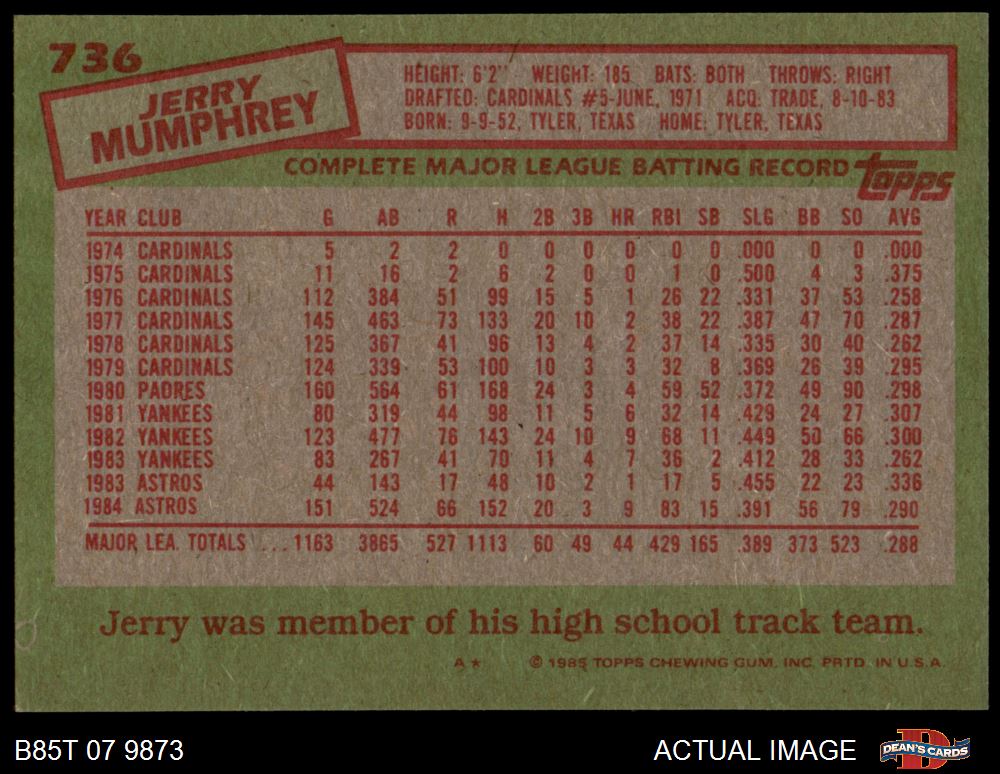 736
JERRY
MUMPHREY
HEIGHT: 6'2" WEIGHT: 185 BATS: BOTH THROWS: RIGHT
DRAFTED: CARDINALS #5-JUNE, 1971 ACQ: TRADE, 8-10-83
BORN: 9-9-52, TYLER, TEXAS HOME: TYLER, TEXAS
COMPLETE MAJOR LEAGUE BATTING RECORD topps
YEAR CLUB G AB R H 2B 3B HR RBI SB SLG BB SO AVG
1974 CARDINALS 5 2 2 0 0 0 0 0 0 .000 0 0 .000
1975 CARDINALS 11 16 2 6 2 0 0 1 0 .500 4 3 .375
1976 CARDINALS 112 384 51 99 15 5 1 26 22 .331 37 53 .258
1977 CARDINALS 145 463 73 133 20 10 2 38 22 .387 47 70 .287
1978 CARDINALS 125 367 41 96 13 4 2 37 14 .335 30 40 .262
1979 CARDINALS 124 339 53 100 10 3 3 32 8 .369 26 39 .295
1980 PADRES 160 564 61 168 24 3 4 59 52 .372 49 90 .298
1981 YANKEES 80 319 44 98 11 5 6 32 14 .429 24 27 .307
1982 YANKEES 123 477 76 143 24 10 9 68 11 .449 50 66 .300
1983 YANKEES 83 267 41 70 11 4 7 36 2 .412 28 33 .262
1983 ASTROS 44 143 17 48 10 2 1 17 5 .455 22 23 .336
1984 ASTROS 151 524 66 152 20 3 9 83 15 .391 56 79 .290
MAJOR LEA. TOTALS ...1163 3865 527 1113 60 49 44 429 165 .389 373 523 .288
Jerry was member of his high school track team.
A* © 1985 TOPPS CHEWING GUM, INC. PRTD. IN U.S.A.
B85T 07 9873 ACTUAL IMAGE DEAN'S CARDS